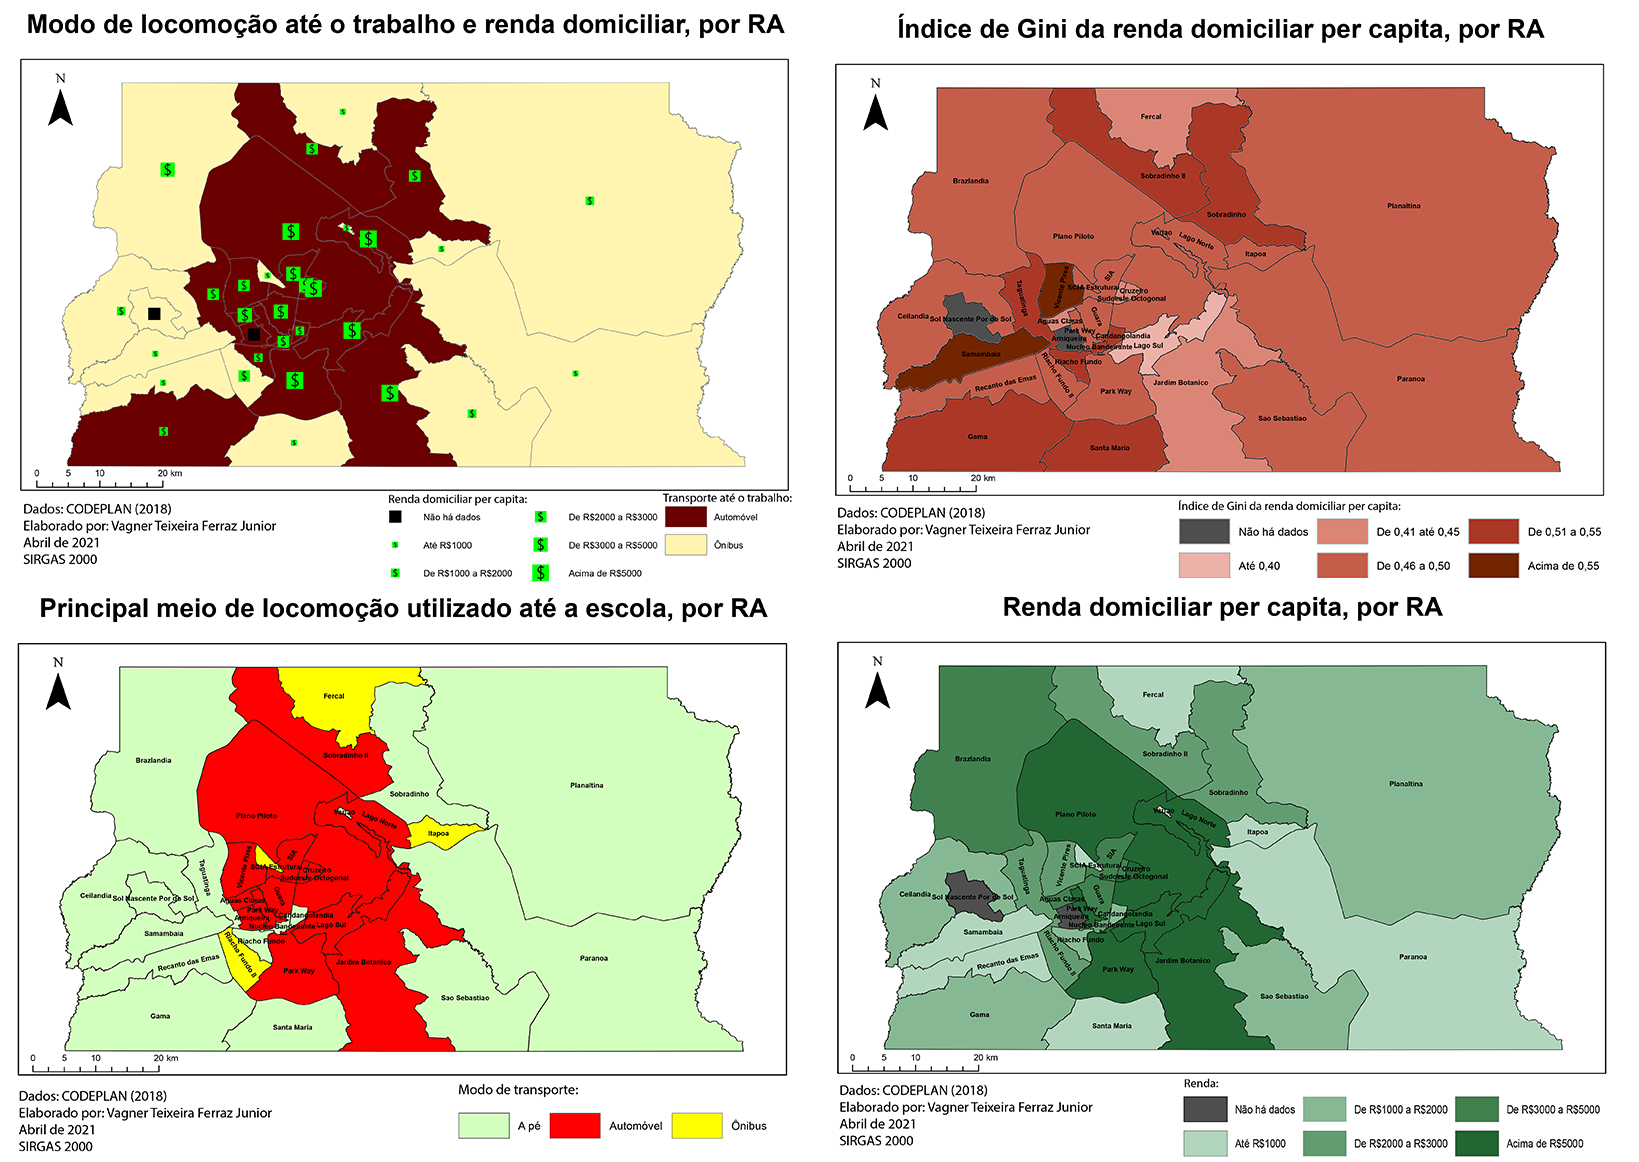 Modo de locomoção até o trabalho e renda domiciliar, por RA
N
$
0 5 10 20 km
Dados: CODEPLAN (2018)
Elaborado por: Vagner Teixeira Ferraz Junior
Abril de 2021
SIRGAS 2000
Renda domiciliar per capita:
Não há dados
$ Até R$1000
$ De R$1000 a R$2000
$ De R$2000 a R$3000
$ De R$3000 a R$5000
$ Acima de R$5000
Transporte até o trabalho:
Automóvel
Ônibus
Índice de Gini da renda domiciliar per capita, por RA
N
Fercal
Brazlandia
Sobradinho II
Planaltina
Sobradinho
Plano Piloto
Varjao
Lago Norte
Itapoa
SIA
Vicente Pires
Taguatinga
SCIA Estrutural
Cruzeiro
Sudoeste Octogonal
Ceilandia
Sol Nascente Por do Sol
Guara
Aguas Claras
Park Way
Arniqueira
Candangolandia
Nucleo Bandeirante
Lago Sul
Samambaia
Riacho Fundo
Riacho Fundo II
Recanto das Emas
Park Way
Jardim Botanico
Paranoa
Sao Sebastiao
Gama
Santa Maria
0 5 10 20 km
Dados: CODEPLAN (2018)
Elaborado por: Vagner Teixeira Ferraz Junior
Abril de 2021
SIRGAS 2000
Índice de Gini da renda domiciliar per capita:
Não há dados
De 0,41 até 0,45
De 0,51 a 0,55
Até 0,40
De 0,46 a 0,50
Acima de 0,55
Principal meio de locomoção utilizado até a escola, por RA
N
Fercal
Brazlandia
Sobradinho II
Planaltina
Sobradinho
Plano Piloto
Varjao
Lago Norte
Itapoa
SIA
Vicente Pires
Taguatinga
SCIA Estrutural
Cruzeiro
Sudoeste Octogonal
Ceilandia
Sol Nascente Por do Sol
Guara
Aguas Claras
Park Way
Arniqueira
Candangolandia
Nucleo Bandeirante
Lago Sul
Samambaia
Riacho Fundo
Riacho Fundo II
Recanto das Emas
Park Way
Jardim Botanico
Paranoa
Sao Sebastiao
Gama
Santa Maria
0 5 10 20 km
Dados: CODEPLAN (2018)
Elaborado por: Vagner Teixeira Ferraz Junior
Abril de 2021
SIRGAS 2000
Modo de transporte:
A pé
Automóvel
Ônibus
Renda domiciliar per capita, por RA
N
Fercal
Brazlandia
Sobradinho II
Planaltina
Sobradinho
Plano Piloto
Varjao
Lago Norte
Itapoa
SIA
Vicente Pires
Taguatinga
SCIA Estrutural
Cruzeiro
Sudoeste Octogonal
Ceilandia
Sol Nascente Por do Sol
Guara
Aguas Claras
Park Way
Arniqueira
Candangolandia
Nucleo Bandeirante
Lago Sul
Samambaia
Riacho Fundo
Riacho Fundo II
Recanto das Emas
Park Way
Jardim Botanico
Paranoa
Sao Sebastiao
Gama
Santa Maria
0 5 10 20 km
Dados: CODEPLAN (2018)
Elaborado por: Vagner Teixeira Ferraz Junior
Abril de 2021
SIRGAS 2000
Renda:
Não há dados
De R$1000 a R$2000
De R$3000 a R$5000
Até R$1000
De R$2000 a R$3000
Acima de R$5000